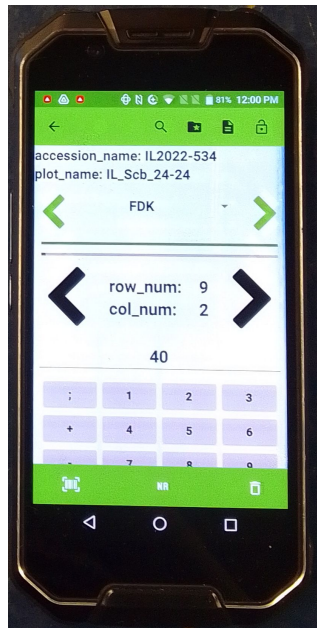 81% 12:00 PM
accession_name: IL2022-534
plot_name: IL_Scb_24-24
FDK
row_num: 9
col_num: 2
40
; 1 2 3
+ 4 5 6
- 7 8 9
NA